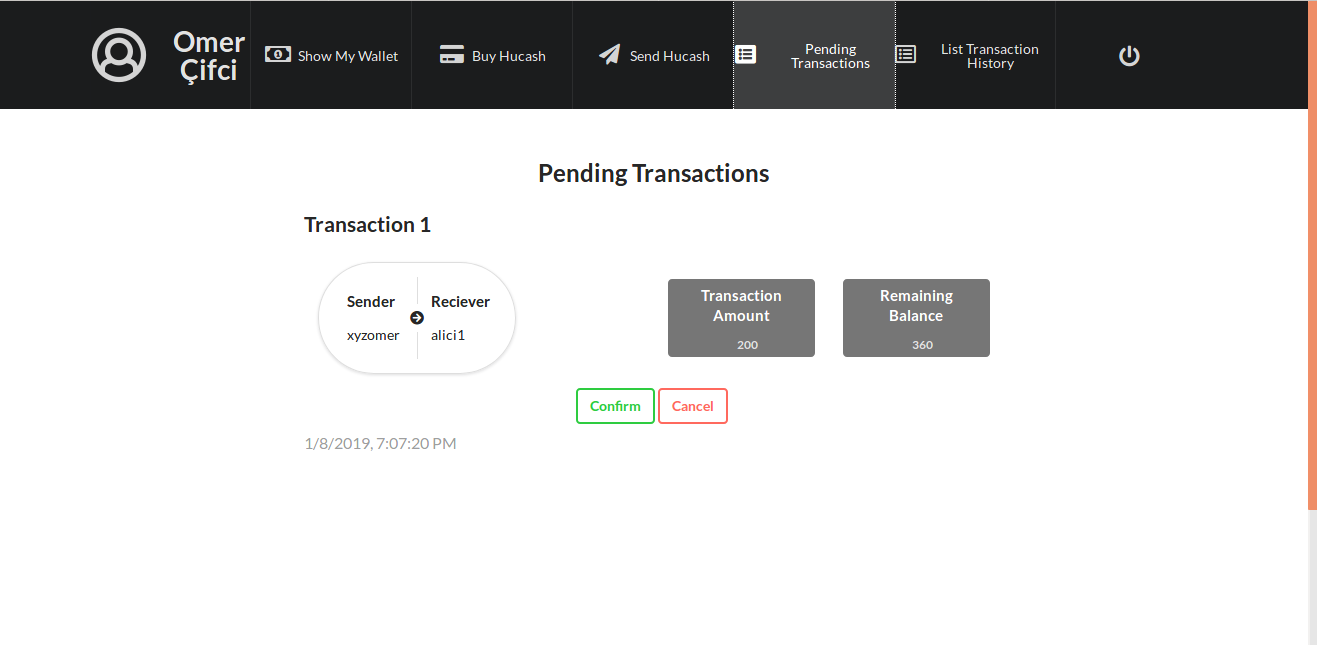 Omer
Çifci
Show My Wallet
Buy Hucash
Send Hucash
Pending
Transactions
List Transaction
History
Pending Transactions
Transaction 1
Sender
Reciever
xyzomer
alici1
Transaction
Amount
200
Remaining
Balance
360
Confirm
Cancel
1/8/2019, 7:07:20 PM